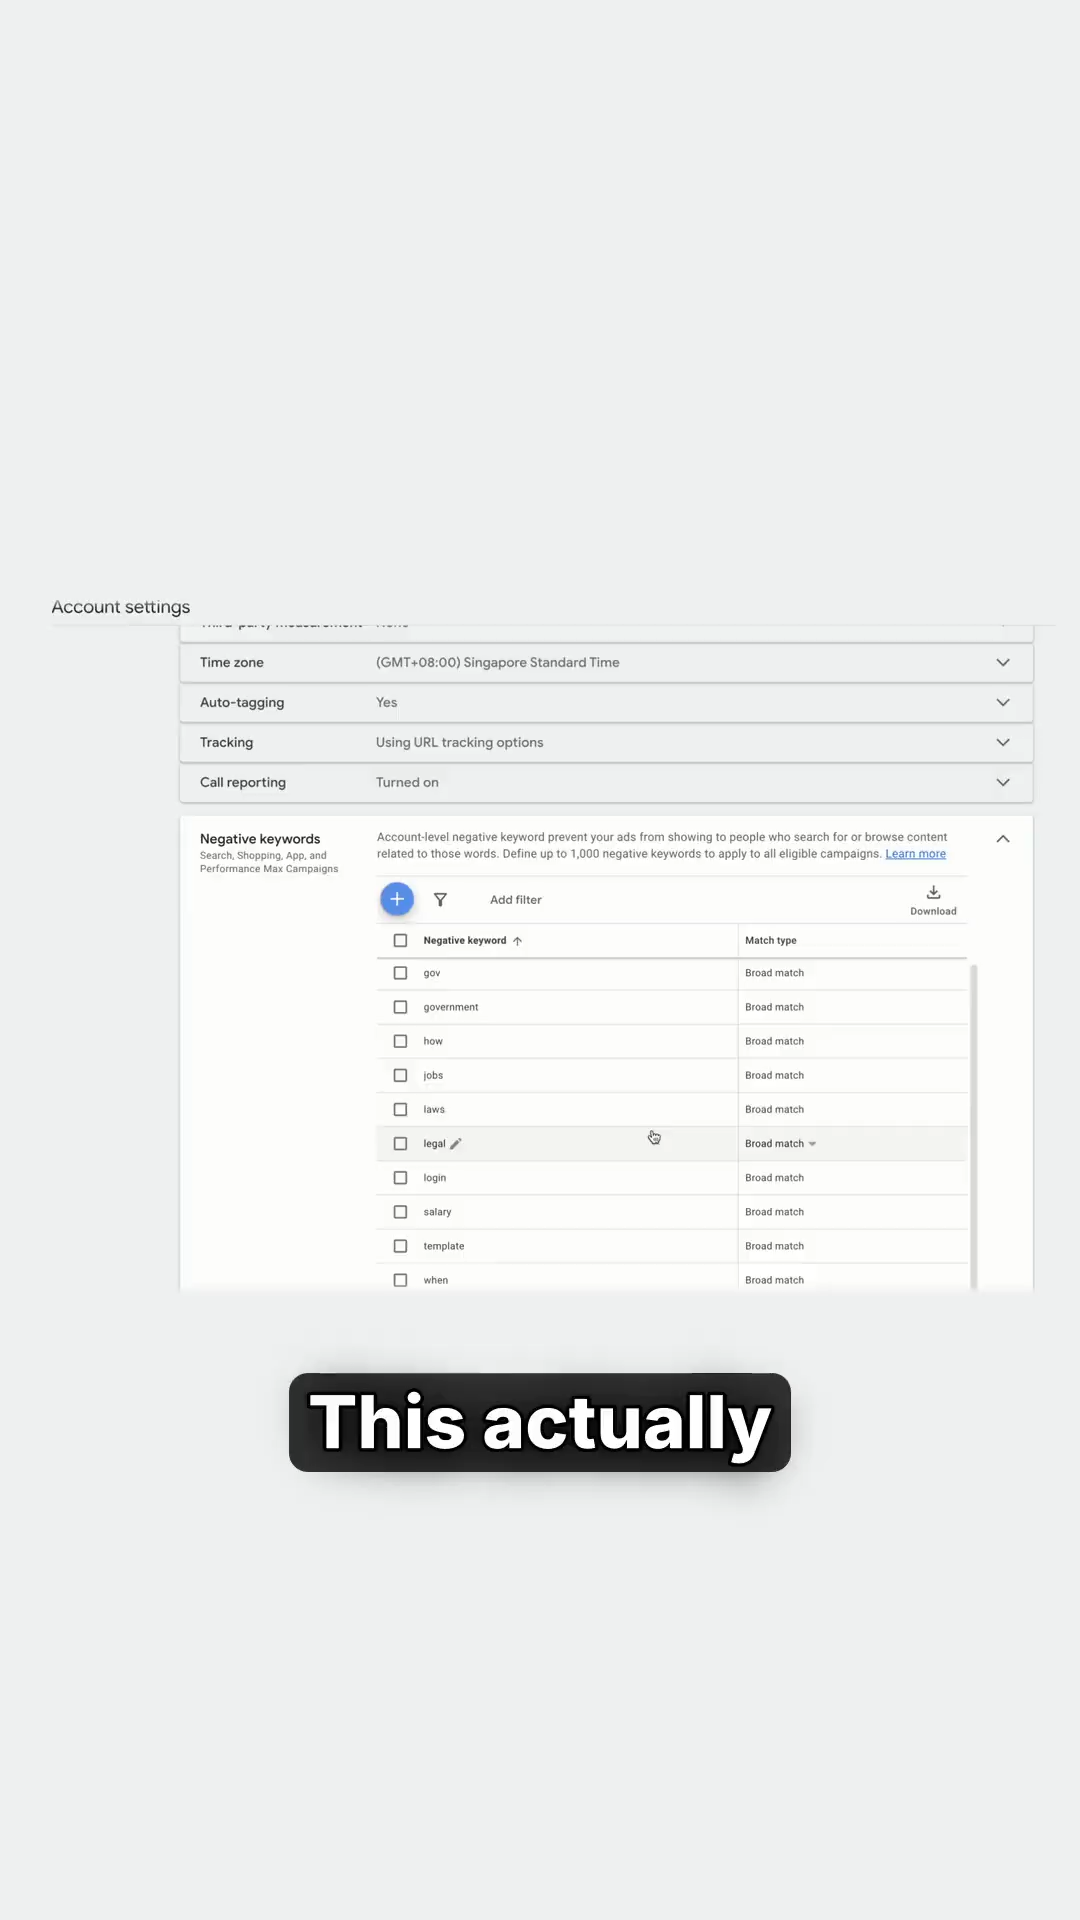 Account settings
Third-party measurement None
Time zone (GMT+08:00) Singapore Standard Time
Auto-tagging Yes
Tracking Using URL tracking options
Call reporting Turned on
Negative keywords
Search, Shopping, App, and
Performance Max Campaigns
Account-level negative keyword prevent your ads from showing to people who search for or browse content
related to those words. Define up to 1,000 negative keywords to apply to all eligible campaigns. Learn more
Add filter
Download
Negative keyword Match type
gov Broad match
government Broad match
how Broad match
jobs Broad match
laws Broad match
legal Broad match
login Broad match
salary Broad match
template Broad match
when Broad match
This actually